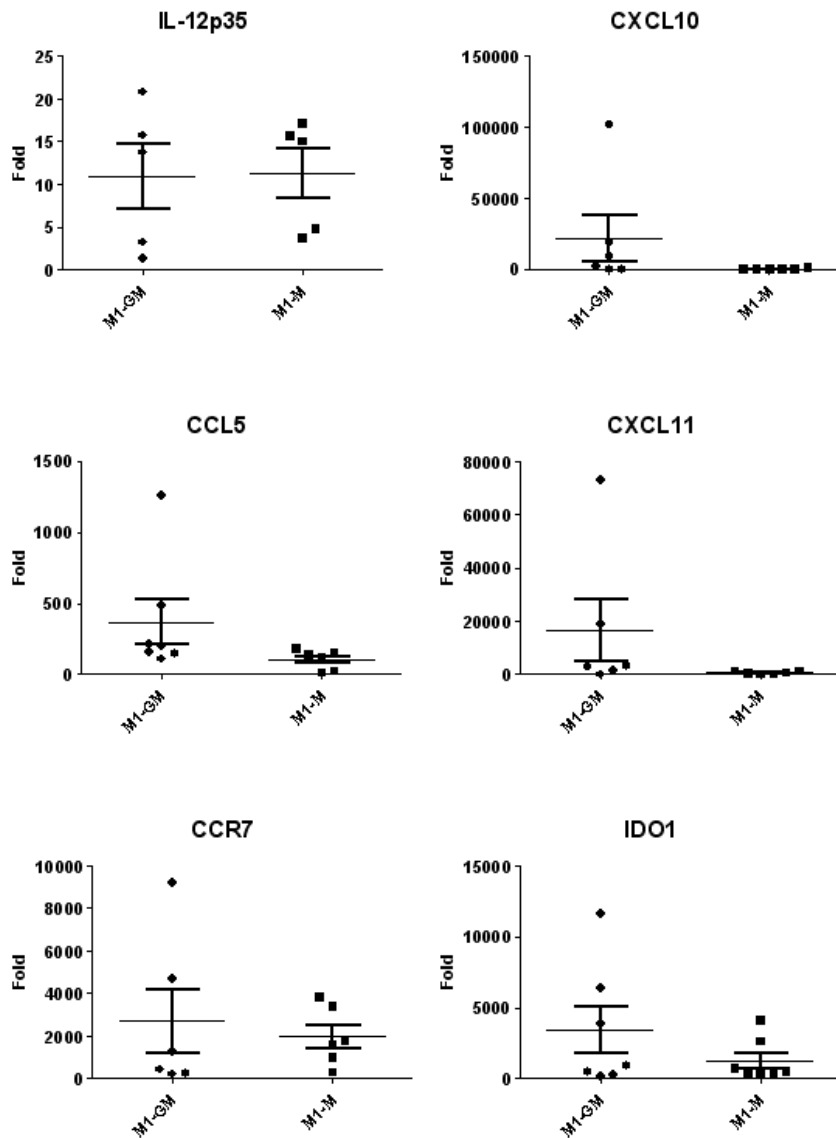 IL-12p35
25
20
15
10
5
0
Fold
M1-GM
M1-M
CXCL10
150000
100000
50000
0
Fold
M1-GM
M1-M
CCL5
1500
1000
500
0
Fold
M1-GM
M1-M
CXCL11
80000
60000
40000
20000
0
Fold
M1-GM
M1-M
CCR7
10000
8000
6000
4000
2000
0
Fold
M1-GM
M1-M
IDO1
15000
10000
5000
0
Fold
M1-GM
M1-M